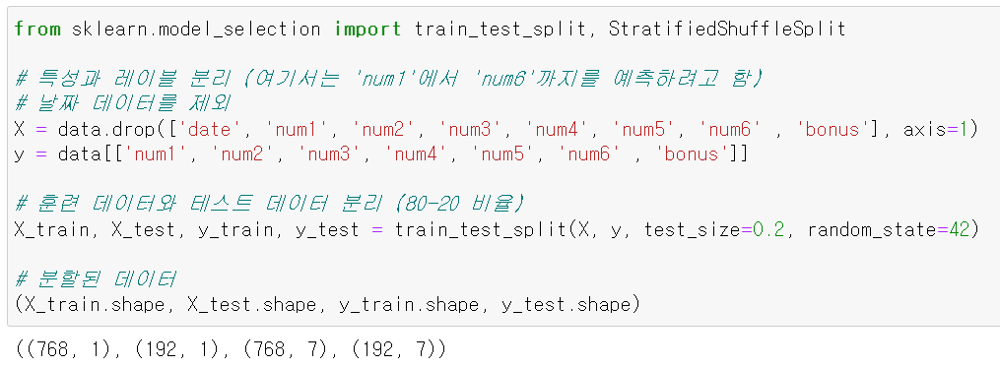 from sklearn.model_selection import train_test_split, StratifiedShuffleSplit
# 특성과 레이블 분리 (여기서는 'num1'에서 'num6'까지를 예측하려고 함)
# 날짜 데이터를 제외
X = data.drop(['date', 'num1', 'num2', 'num3', 'num4', 'num5', 'num6' , 'bonus'], axis=1)
y = data[['num1', 'num2', 'num3', 'num4', 'num5', 'num6' , 'bonus']]
# 훈련 데이터와 테스트 데이터 분리 (80-20 비율)
X_train, X_test, y_train, y_test = train_test_split(X, y, test_size=0.2, random_state=42)
# 분할된 데이터
(X_train.shape, X_test.shape, y_train.shape, y_test.shape)
((768, 1), (192, 1), (768, 7), (192, 7))